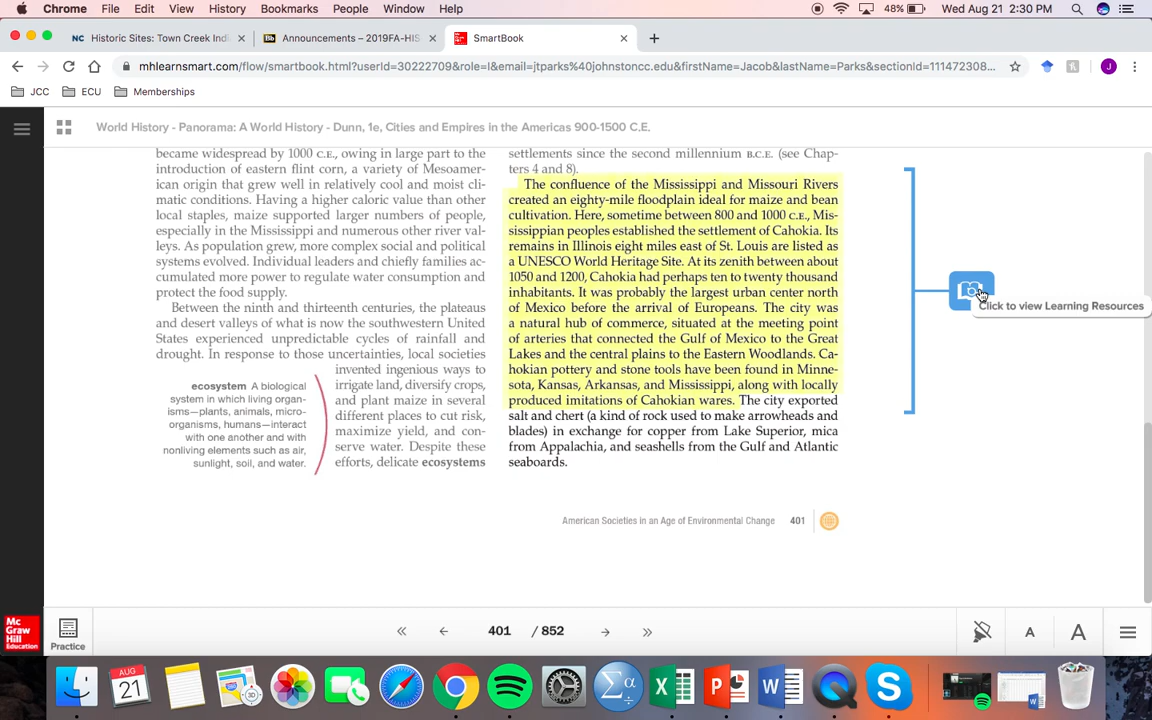 Chrome File Edit View History Bookmarks People Window Help 48% Wed Aug 21 2:30 PM
NC Historic Sites: Town Creek Indi
Bb Announcements – 2019FA-HIS
SmartBook
mhlearnsmart.com/flow/smartbook.html?userId=30222709&role=l&email=jtparks%40johnstoncc.edu&firstName=Jacob&lastName=Parks&sectionId=111472308...
J
JCC ECU Memberships
World History - Panorama: A World History - Dunn, 1e, Cities and Empires in the Americas 900-1500 C.E.
became widespread by 1000 C.E., owing in large part to the
introduction of eastern flint corn, a variety of Mesoamer-
ican origin that grew well in relatively cool and moist cli-
matic conditions. Having a higher caloric value than other
local staples, maize supported larger numbers of people,
especially in the Mississippi and numerous other river val-
leys. As population grew, more complex social and political
systems evolved. Individual leaders and chiefly families ac-
cumulated more power to regulate water consumption and
protect the food supply.
Between the ninth and thirteenth centuries, the plateaus
and desert valleys of what is now the southwestern United
States experienced unpredictable cycles of rainfall and
drought. In response to those uncertainties, local societies
invented ingenious ways to
irrigate land, diversify crops,
and plant maize in several
different places to cut risk,
maximize yield, and con-
serve water. Despite these
efforts, delicate ecosystems
ecosystem A biological
system in which living organ-
isms—plants, animals, micro-
organisms, humans—interact
with one another and with
nonliving elements such as air,
sunlight, soil, and water.
settlements since the second millennium B.C.E. (see Chap-
ters 4 and 8).
The confluence of the Mississippi and Missouri Rivers
created an eighty-mile floodplain ideal for maize and bean
cultivation. Here, sometime between 800 and 1000 C.E., Mis-
sissippian peoples established the settlement of Cahokia. Its
remains in Illinois eight miles east of St. Louis are listed as
a UNESCO World Heritage Site. At its zenith between about
1050 and 1200, Cahokia had perhaps ten to twenty thousand
inhabitants. It was probably the largest urban center north
of Mexico before the arrival of Europeans. The city was
a natural hub of commerce, situated at the meeting point
of arteries that connected the Gulf of Mexico to the Great
Lakes and the central plains to the Eastern Woodlands. Ca-
hokian pottery and stone tools have been found in Minne-
sota, Kansas, Arkansas, and Mississippi, along with locally
produced imitations of Cahokian wares. The city exported
salt and chert (a kind of rock used to make arrowheads and
blades) in exchange for copper from Lake Superior, mica
from Appalachia, and seashells from the Gulf and Atlantic
seaboards.
Click to view Learning Resources
American Societies in an Age of Environmental Change 401
Mc
Graw
Hill
Education
Practice
401 / 852
A A
AUG
21
3D
Σα
X P W S